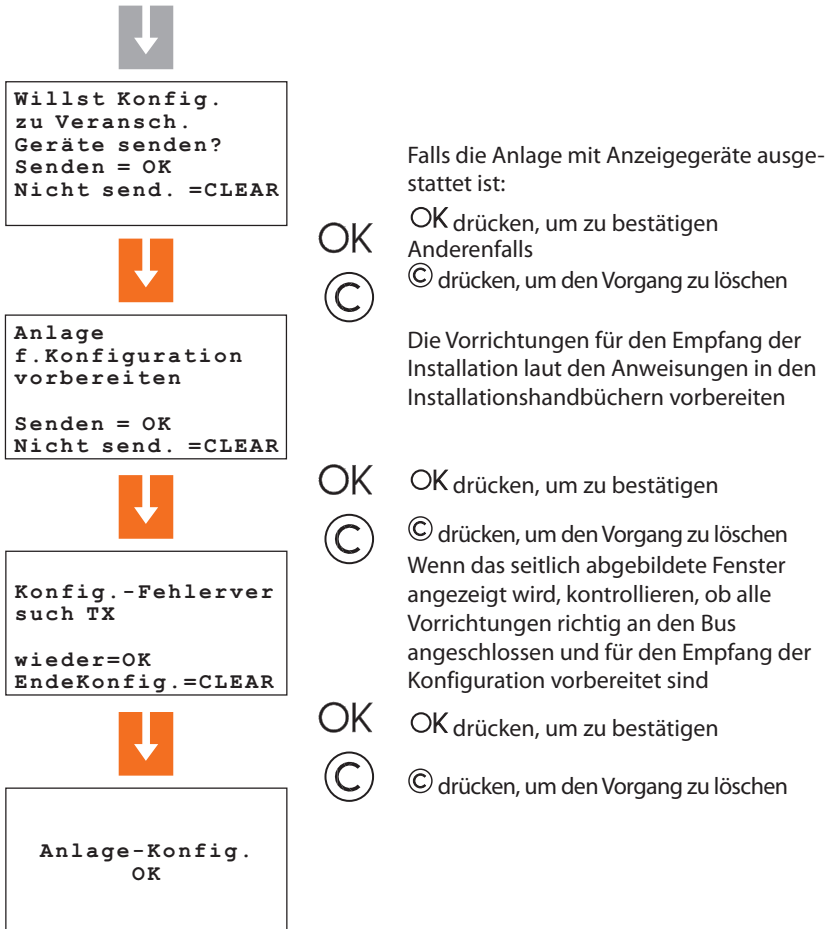 Willst Konfig.
zu Veransch.
Geräte senden?
Senden = OK
Nicht send. =CLEAR
Falls die Anlage mit Anzeigegeräte ausge-
stattet ist:
OK
OK drücken, um zu bestätigen
Anderenfalls
©
© drücken, um den Vorgang zu löschen
Anlage
f.Konfiguration
vorbereiten
Senden = OK
Nicht send. =CLEAR
Die Vorrichtungen für den Empfang der
Installation laut den Anweisungen in den
Installationshandbüchern vorbereiten
OK
OK drücken, um zu bestätigen
©
© drücken, um den Vorgang zu löschen
Konfig.-Fehlerver
such TX
wieder=OK
EndeKonfig.=CLEAR
Wenn das seitlich abgebildete Fenster
angezeigt wird, kontrollieren, ob alle
Vorrichtungen richtig an den Bus
angeschlossen und für den Empfang der
Konfiguration vorbereitet sind
OK
OK drücken, um zu bestätigen
©
© drücken, um den Vorgang zu löschen
Anlage-Konfig.
OK